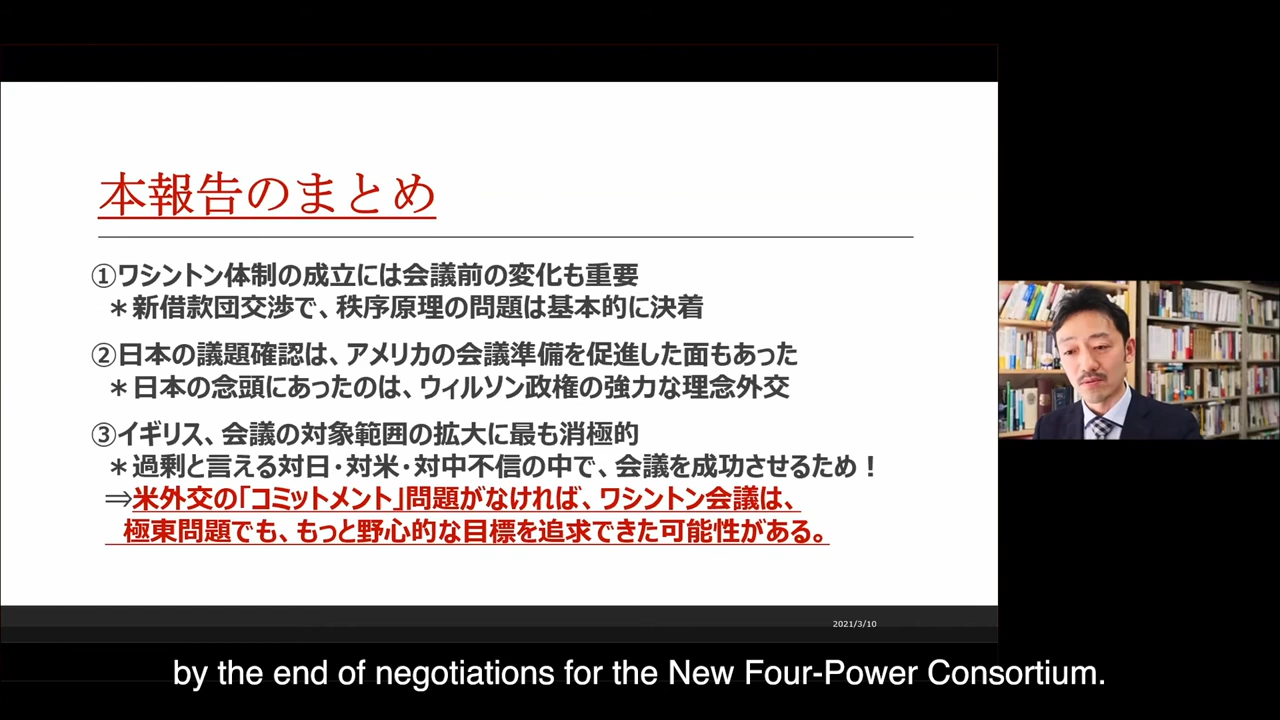 本報告のまとめ
①ワシントン体制の成立には会議前の変化も重要
＊新借款団交渉で、秩序原理の問題は基本的に決着
②日本の議題確認は、アメリカの会議準備を促進した面もあった
＊日本の念頭にあったのは、ウィルソン政権の強力な理念外交
③イギリス、会議の対象範囲の拡大に最も消極的
＊過剰と言える対日・対米・対中不信の中で、会議を成功させるため！
⇒米外交の「コミットメント」問題がなければ、ワシントン会議は、
極東問題でも、もっと野心的な目標を追求できた可能性がある。
2021/3/10
by the end of negotiations for the New Four-Power Consortium.